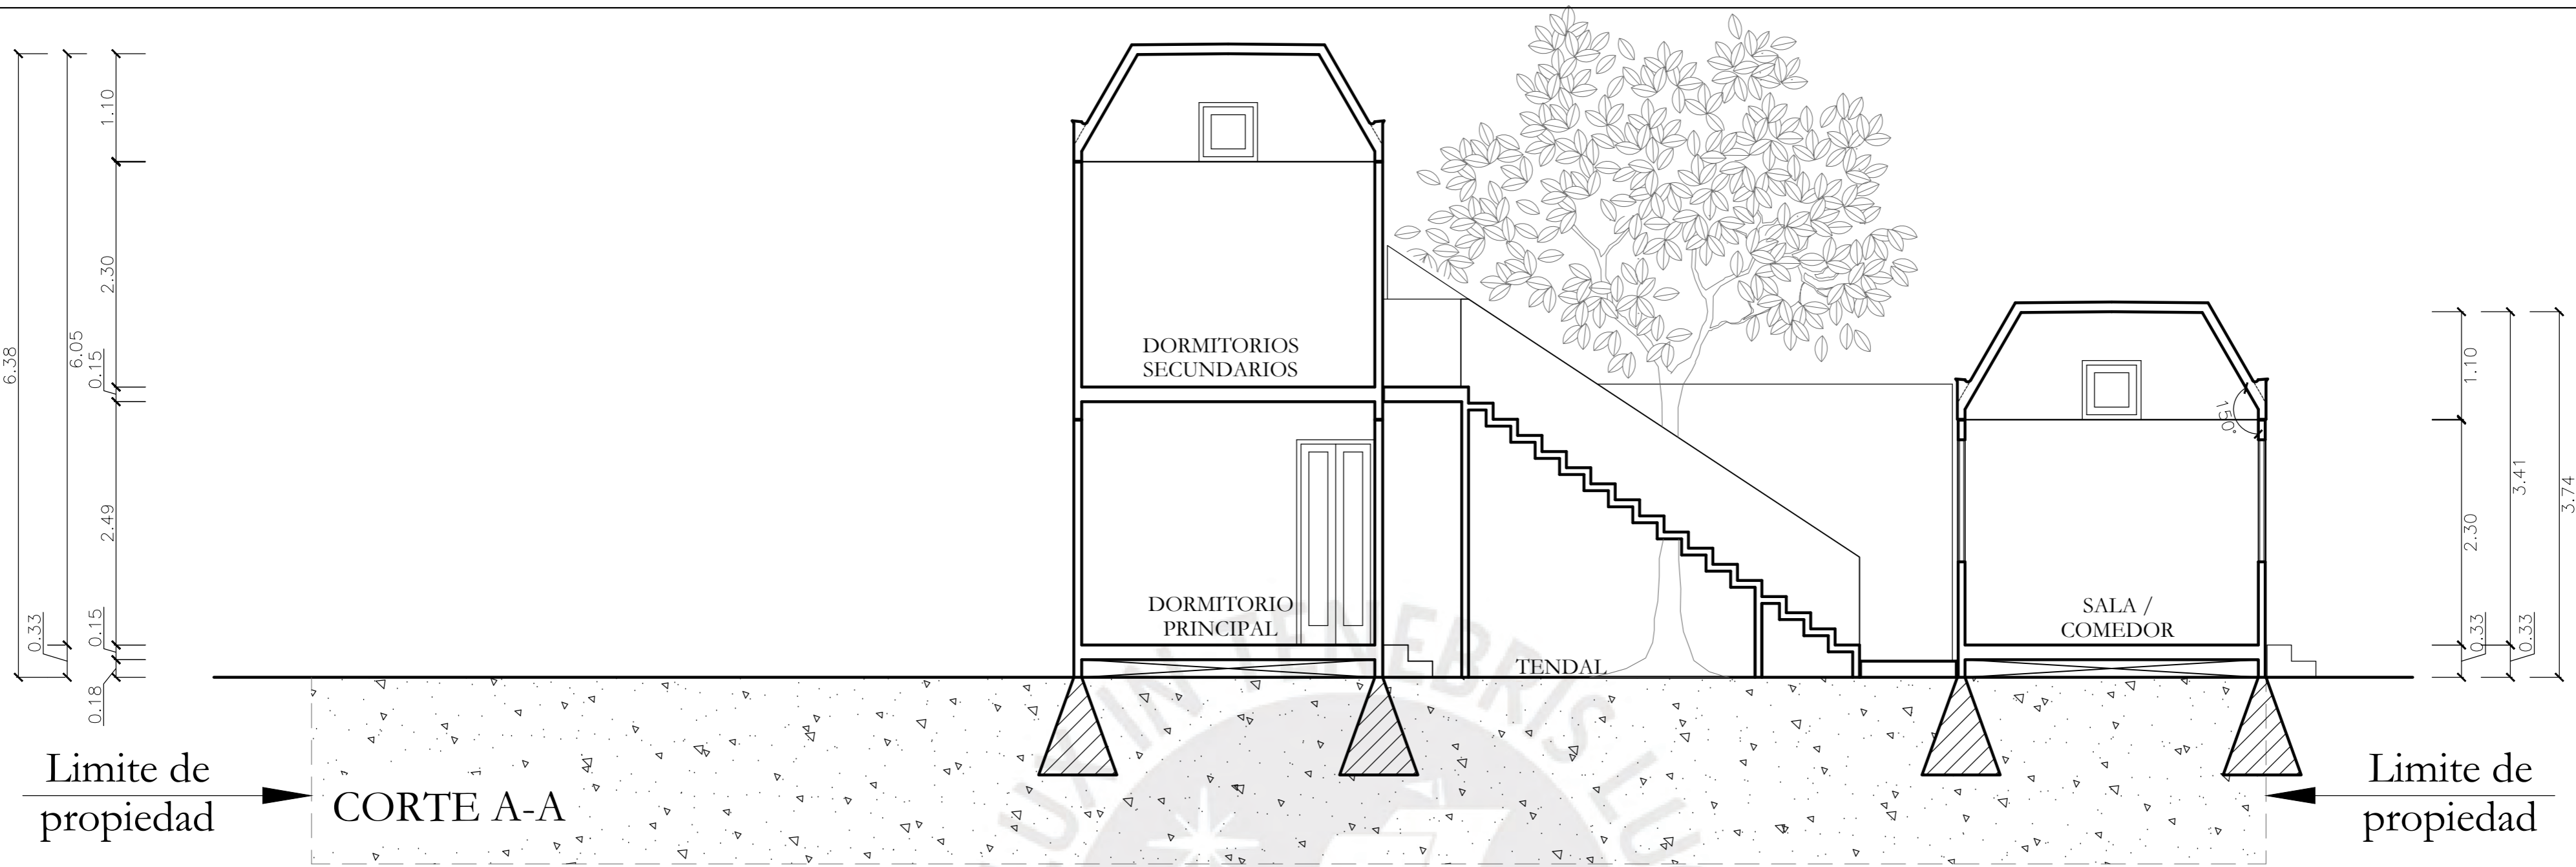 6.38
0.33
6.05
1.10
2.30
0.15
2.49
0.15
0.18
DORMITORIOS
SECUNDARIOS
DORMITORIO
PRINCIPAL
TENDAL
SALA /
COMEDOR
150°
1.10
2.30
0.33
3.41
0.33
3.74
Limite de
propiedad
CORTE A-A
Limite de
propiedad
IN TENEBRIS